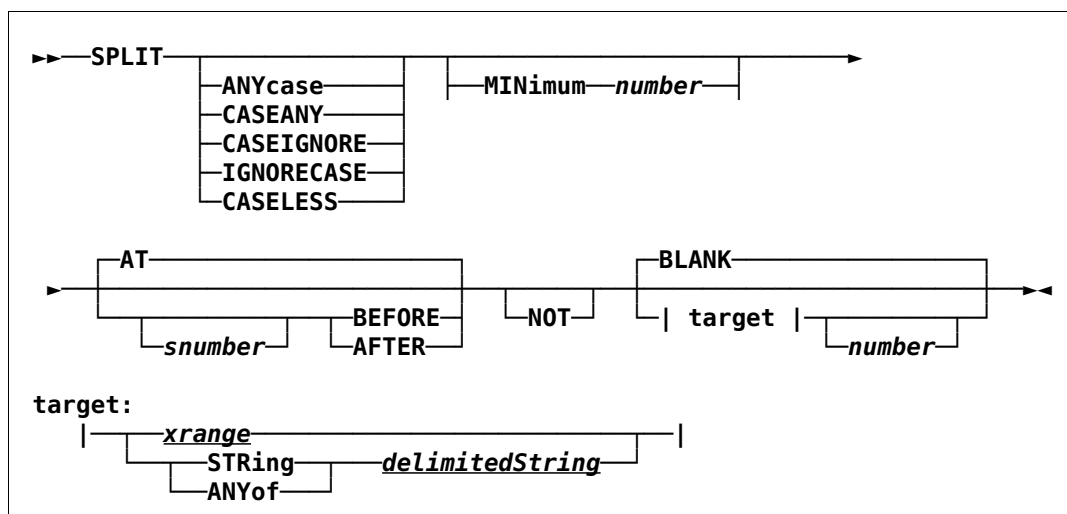 SPLIT
ANYcase MINimum number
CASEANY
CASEIGNORE
IGNORECASE
CASELESS
AT BLANK
BEFORE NOT | target |
snumber AFTER number
target:
xrange
STRing delimitedString
ANYof